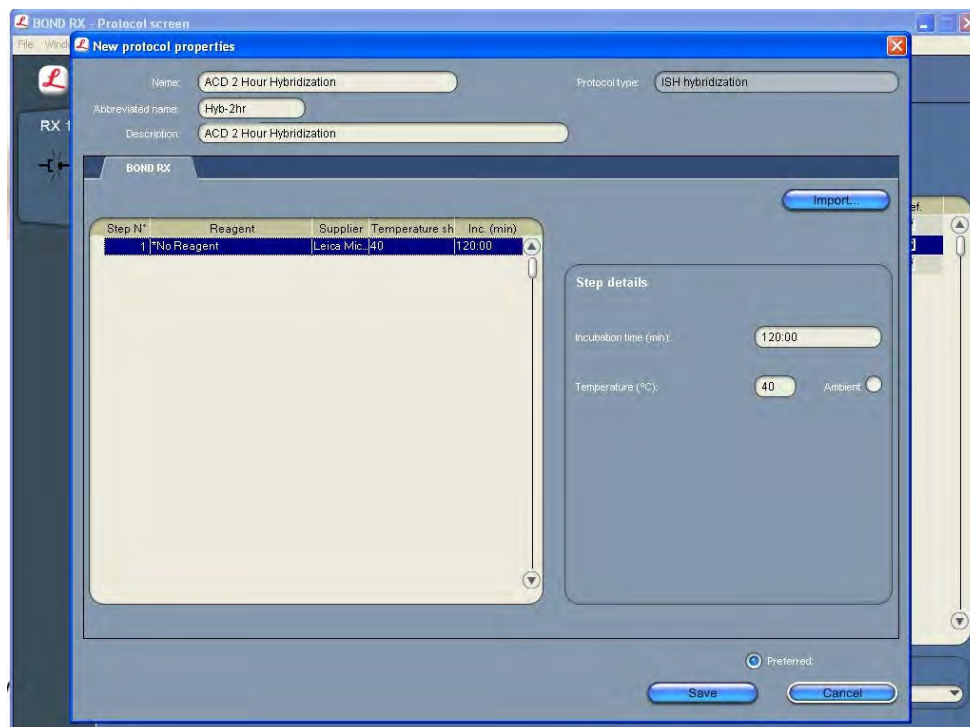 BOND RX - Protocol screen
File Wind
New protocol properties
Name: ACD 2 Hour Hybridization Protocol type: ISH hybridization
Abbreviated name: Hyb-2hr
Description: ACD 2 Hour Hybridization
RX 1
BOND RX
Import...
ef.
Step N° Reagent Supplier Temperature sh Inc. (min)
1 *No Reagent Leica Mic.. 40 120:00
Step details
Incubation time (min): 120:00
Temperature (°C): 40 Ambient
Preferred:
Save Cancel